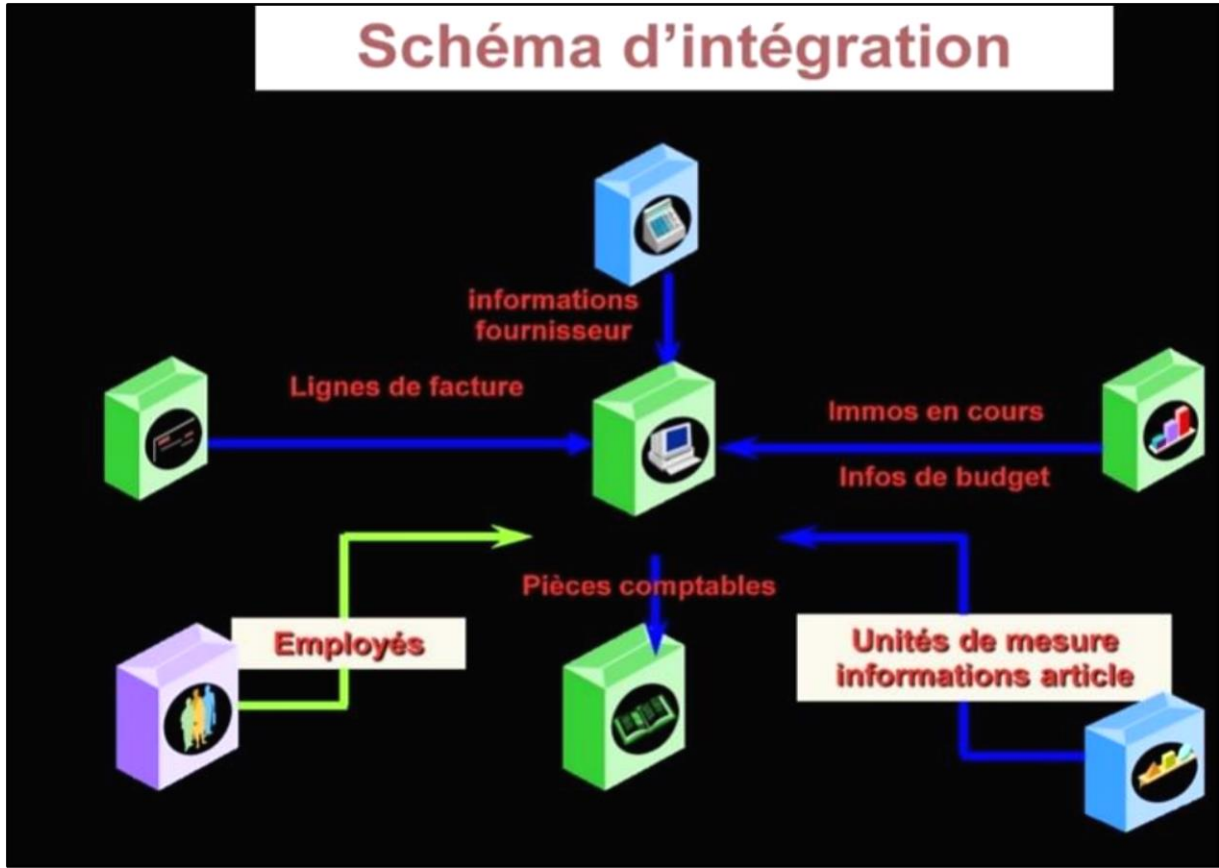 Schéma d’intégration
informations
fournisseur
Lignes de facture
Immos en cours
Infos de budget
Pièces comptables
Employés
Unités de mesure
informations article